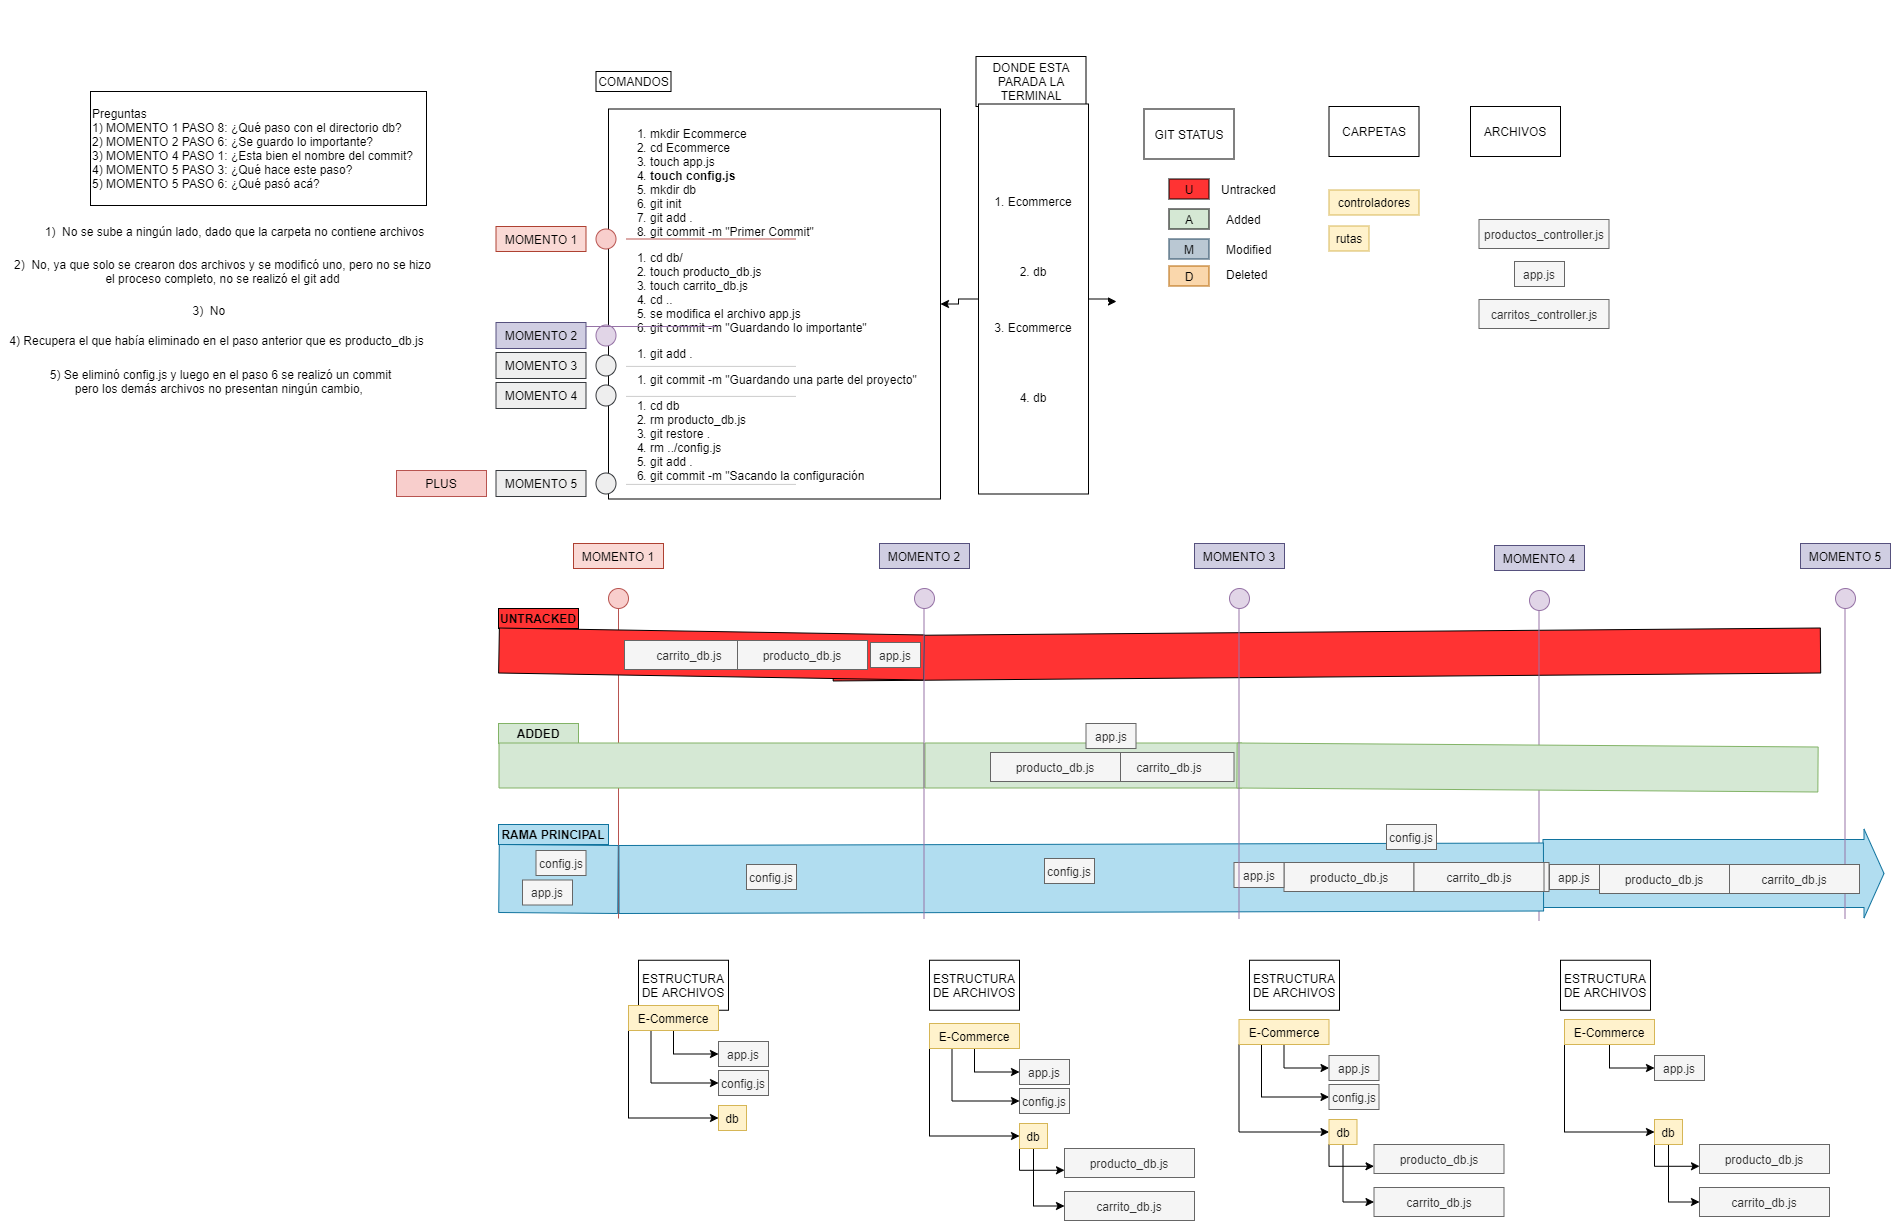 Preguntas
1) MOMENTO 1 PASO 8: ¿Qué paso con el directorio db?
2) MOMENTO 2 PASO 6: ¿Se guardo lo importante?
3) MOMENTO 4 PASO 1: ¿Esta bien el nombre del commit?
4) MOMENTO 5 PASO 3: ¿Qué hace este paso?
5) MOMENTO 5 PASO 6: ¿Qué pasó acá?
1) No se sube a ningún lado, dado que la carpeta no contiene archivos
2) No, ya que solo se crearon dos archivos y se modificó uno, pero no se hizo
el proceso completo, no se realizó el git add
3) No
4) Recupera el que había eliminado en el paso anterior que es producto_db.js
5) Se eliminó config.js y luego en el paso 6 se realizó un commit
pero los demás archivos no presentan ningún cambio,
COMANDOS
1. mkdir Ecommerce
2. cd Ecommerce
3. touch app.js
4. touch config.js
5. mkdir db
6. git init
7. git add .
8. git commit -m "Primer Commit"
MOMENTO 1
1. cd db/
2. touch producto_db.js
3. touch carrito_db.js
4. cd ..
5. se modifica el archivo app.js
6. git commit -m "Guardando lo importante"
MOMENTO 2
1. git add .
MOMENTO 3
1. git commit -m "Guardando una parte del proyecto"
MOMENTO 4
1. cd db
2. rm producto_db.js
3. git restore .
4. rm ../config.js
5. git add .
6. git commit -m "Sacando la configuración
PLUS
MOMENTO 5
DONDE ESTA
PARADA LA
TERMINAL
1. Ecommerce
2. db
3. Ecommerce
4. db
GIT STATUS
U Untracked
A Added
M Modified
D Deleted
CARPETAS
controladores
rutas
ARCHIVOS
productos_controller.js
app.js
carritos_controller.js
MOMENTO 1
MOMENTO 2
MOMENTO 3
MOMENTO 4
MOMENTO 5
UNTRACKED
carrito_db.js
producto_db.js
app.js
ADDED
app.js
producto_db.js
carrito_db.js
RAMA PRINCIPAL
config.js
app.js
config.js
config.js
config.js
app.js
producto_db.js
carrito_db.js
app.js
producto_db.js
carrito_db.js
ESTRUCTURA
DE ARCHIVOS
E-Commerce
app.js
config.js
db
ESTRUCTURA
DE ARCHIVOS
E-Commerce
app.js
config.js
db
producto_db.js
carrito_db.js
ESTRUCTURA
DE ARCHIVOS
E-Commerce
app.js
config.js
db
producto_db.js
carrito_db.js
ESTRUCTURA
DE ARCHIVOS
E-Commerce
app.js
db
producto_db.js
carrito_db.js